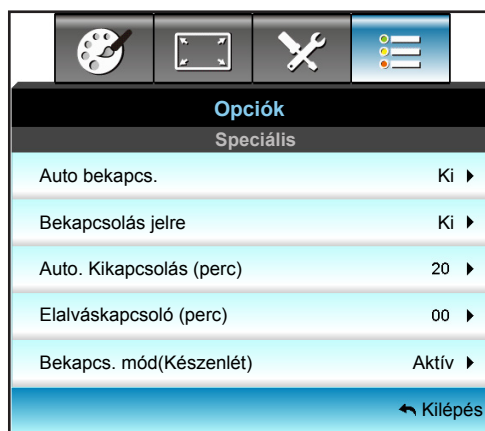 Opciók
Speciális
Auto bekapcs. Ki
Bekapcsolás jelre Ki
Auto. Kikapcsolás (perc) 20
Elalváskapcsoló (perc) 00
Bekapcs. mód(Készenlét) Aktív
Kilépés